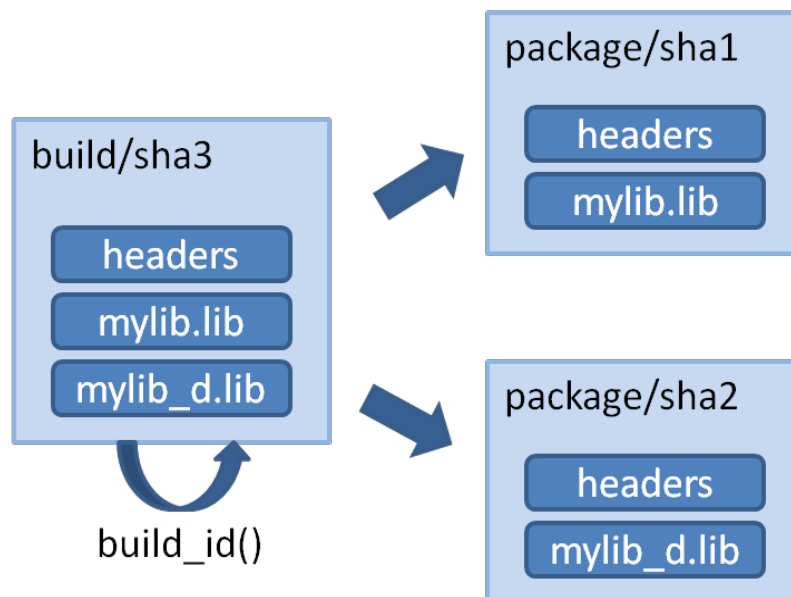 build/sha3
headers
mylib.lib
mylib_d.lib
build_id()
package/sha1
headers
mylib.lib
package/sha2
headers
mylib_d.lib